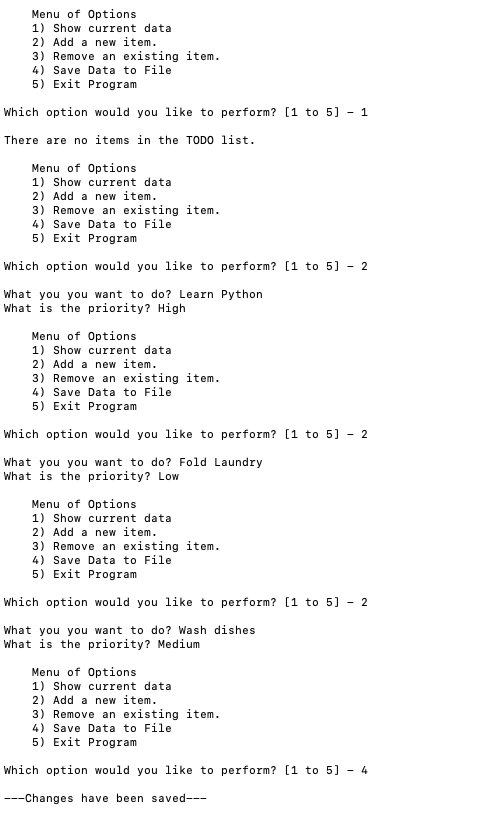 Menu of Options
1) Show current data
2) Add a new item.
3) Remove an existing item.
4) Save Data to File
5) Exit Program
Which option would you like to perform? [1 to 5] – 1
There are no items in the TODO list.
Menu of Options
1) Show current data
2) Add a new item.
3) Remove an existing item.
4) Save Data to File
5) Exit Program
Which option would you like to perform? [1 to 5] – 2
What you you want to do? Learn Python
What is the priority? High
Menu of Options
1) Show current data
2) Add a new item.
3) Remove an existing item.
4) Save Data to File
5) Exit Program
Which option would you like to perform? [1 to 5] – 2
What you you want to do? Fold Laundry
What is the priority? Low
Menu of Options
1) Show current data
2) Add a new item.
3) Remove an existing item.
4) Save Data to File
5) Exit Program
Which option would you like to perform? [1 to 5] – 2
What you you want to do? Wash dishes
What is the priority? Medium
Menu of Options
1) Show current data
2) Add a new item.
3) Remove an existing item.
4) Save Data to File
5) Exit Program
Which option would you like to perform? [1 to 5] – 4
---Changes have been saved---